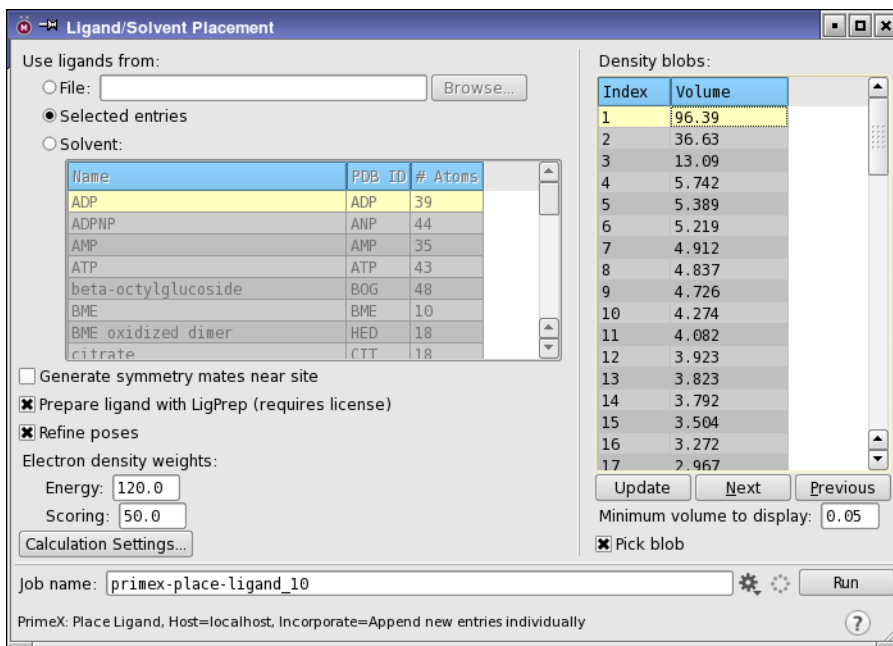 Ligand/Solvent Placement
Use ligands from:
File: Browse...
Selected entries
Solvent:
Name PDB ID # Atoms
ADP ADP 39
ADPNP ANP 44
AMP AMP 35
ATP ATP 43
beta-octylglucoside BOG 48
BME BME 10
BME oxidized dimer HED 18
citrate CIT 18
Generate symmetry mates near site
Prepare ligand with LigPrep (requires license)
Refine poses
Electron density weights:
Energy: 120.0
Scoring: 50.0
Calculation Settings...
Density blobs:
Index Volume
1 96.39
2 36.63
3 13.09
4 5.742
5 5.389
6 5.219
7 4.912
8 4.837
9 4.726
10 4.274
11 4.082
12 3.923
13 3.823
14 3.792
15 3.504
16 3.272
17 2.967
Update Next Previous
Minimum volume to display: 0.05
Pick blob
Job name: primex-place-ligand_10 Run
PrimeX: Place Ligand, Host=localhost, Incorporate=Append new entries individually ?